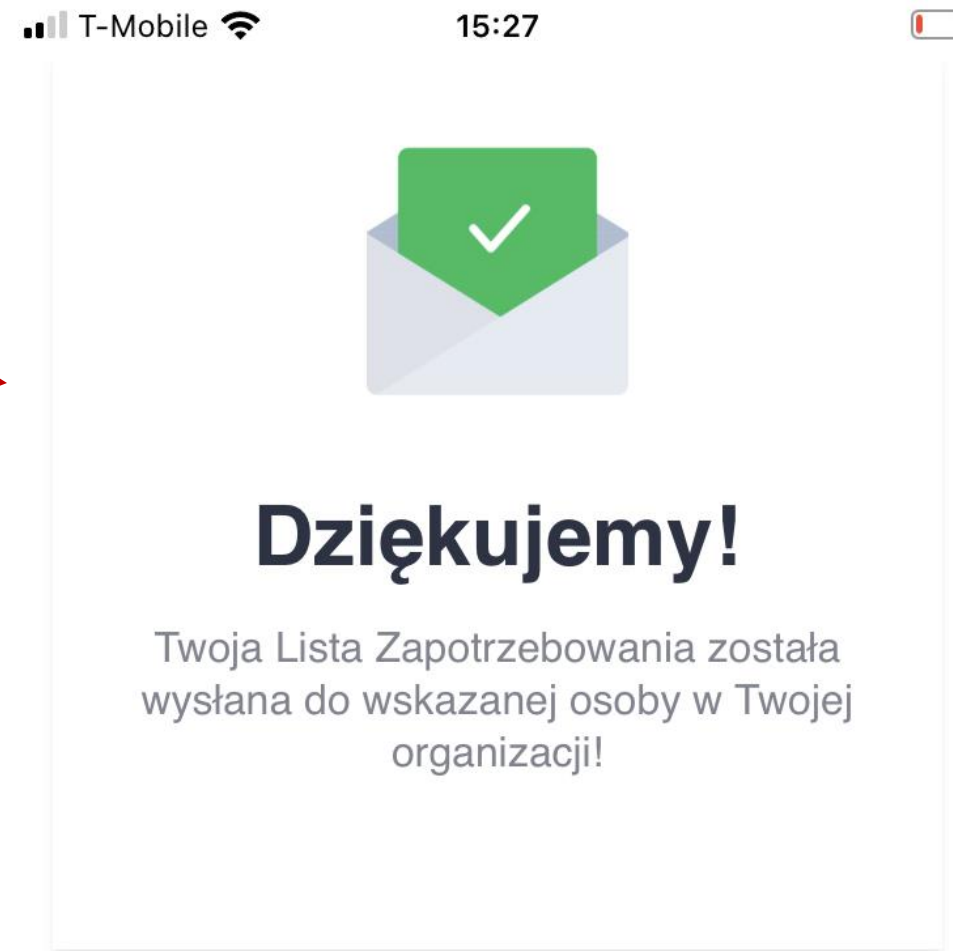 T-Mobile 15:27
Dziękujemy!
Twoja Lista Zapotrzebowania została
wysłana do wskazanej osoby w Twojej
organizacji!